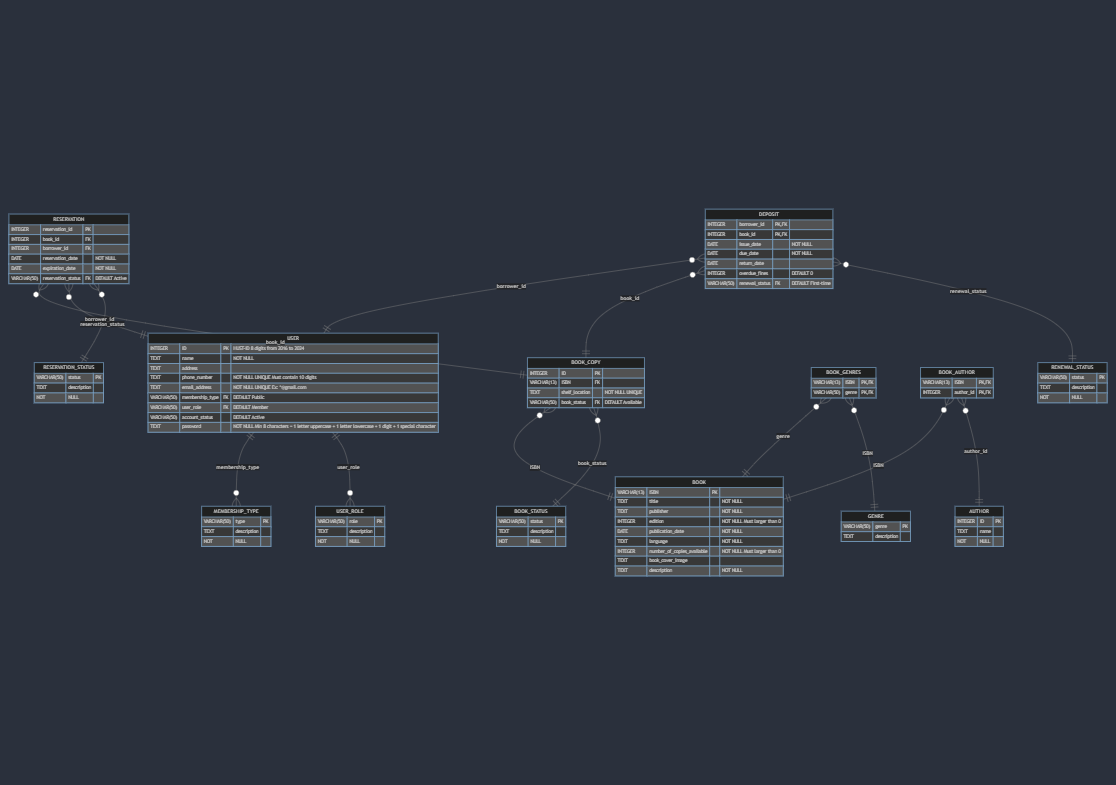 RESERVATION
INTEGER reservation_id PK
INTEGER book_id FK
INTEGER borrower_id FK
DATE reservation_date NOT NULL
DATE expiration_date NOT NULL
VARCHAR(50) reservation_status FK DEFAULT Active
DEPOSIT
INTEGER borrower_id PK,FK
INTEGER book_id PK,FK
DATE issue_date NOT NULL
DATE due_date NOT NULL
DATE return_date
INTEGER overdue_fines DEFAULT 0
VARCHAR(50) renewal_status FK DEFAULT First-time
borrower_id
book_id
renewal_status
borrower_id
reservation_status
book_id
USER
INTEGER ID PK 8 digits from
TEXT name NOT NULL
TEXT address
TEXT phone_number NOT NULL UNIQUE Must contain 10 digits
TEXT email_address NOT NULL UNIQUE Ex: *@gmail.com
VARCHAR(50) membership_type FK DEFAULT Public
VARCHAR(50) user_role FK DEFAULT Member
VARCHAR(50) account_status DEFAULT Active
TEXT password NOT NULL Min 8 characters - 1 letter uppercase + 1 letter lowercase + 1 digit + 1 special character
RESERVATION_STATUS
VARCHAR(50) status PK
TEXT description
NOT NULL
BOOK_COPY
INTEGER ID PK
VARCHAR(13) ISBN FK
TEXT shelf_location NOT NULL UNIQUE
VARCHAR(50) book_status FK DEFAULT Available
BOOK_GENRES
VARCHAR(13) ISBN PK,FK
VARCHAR(50) genre PK,FK
BOOK_AUTHOR
VARCHAR(13) ISBN PK,FK
INTEGER author_id PK,FK
RENEWAL_STATUS
VARCHAR(50) status PK
TEXT description
NOT NULL
membership_type
user_role
ISBN
book_status
genre
ISBN
ISBN
author_id
MEMBERSHIP_TYPE
VARCHAR(50) type PK
TEXT description
NOT NULL
USER_ROLE
VARCHAR(50) role PK
TEXT description
NOT NULL
BOOK_STATUS
VARCHAR(50) status PK
TEXT description
NOT NULL
BOOK
VARCHAR(13) ISBN PK
TEXT title NOT NULL
TEXT publisher NOT NULL
INTEGER edition NOT NULL Must larger than 0
DATE publication_date NOT NULL
TEXT language NOT NULL
INTEGER number_of_copies_available NOT NULL Must larger than 0
TEXT book_cover_image
TEXT description NOT NULL
GENRE
VARCHAR(50) genre PK
TEXT description
AUTHOR
INTEGER ID PK
TEXT name
NOT NULL